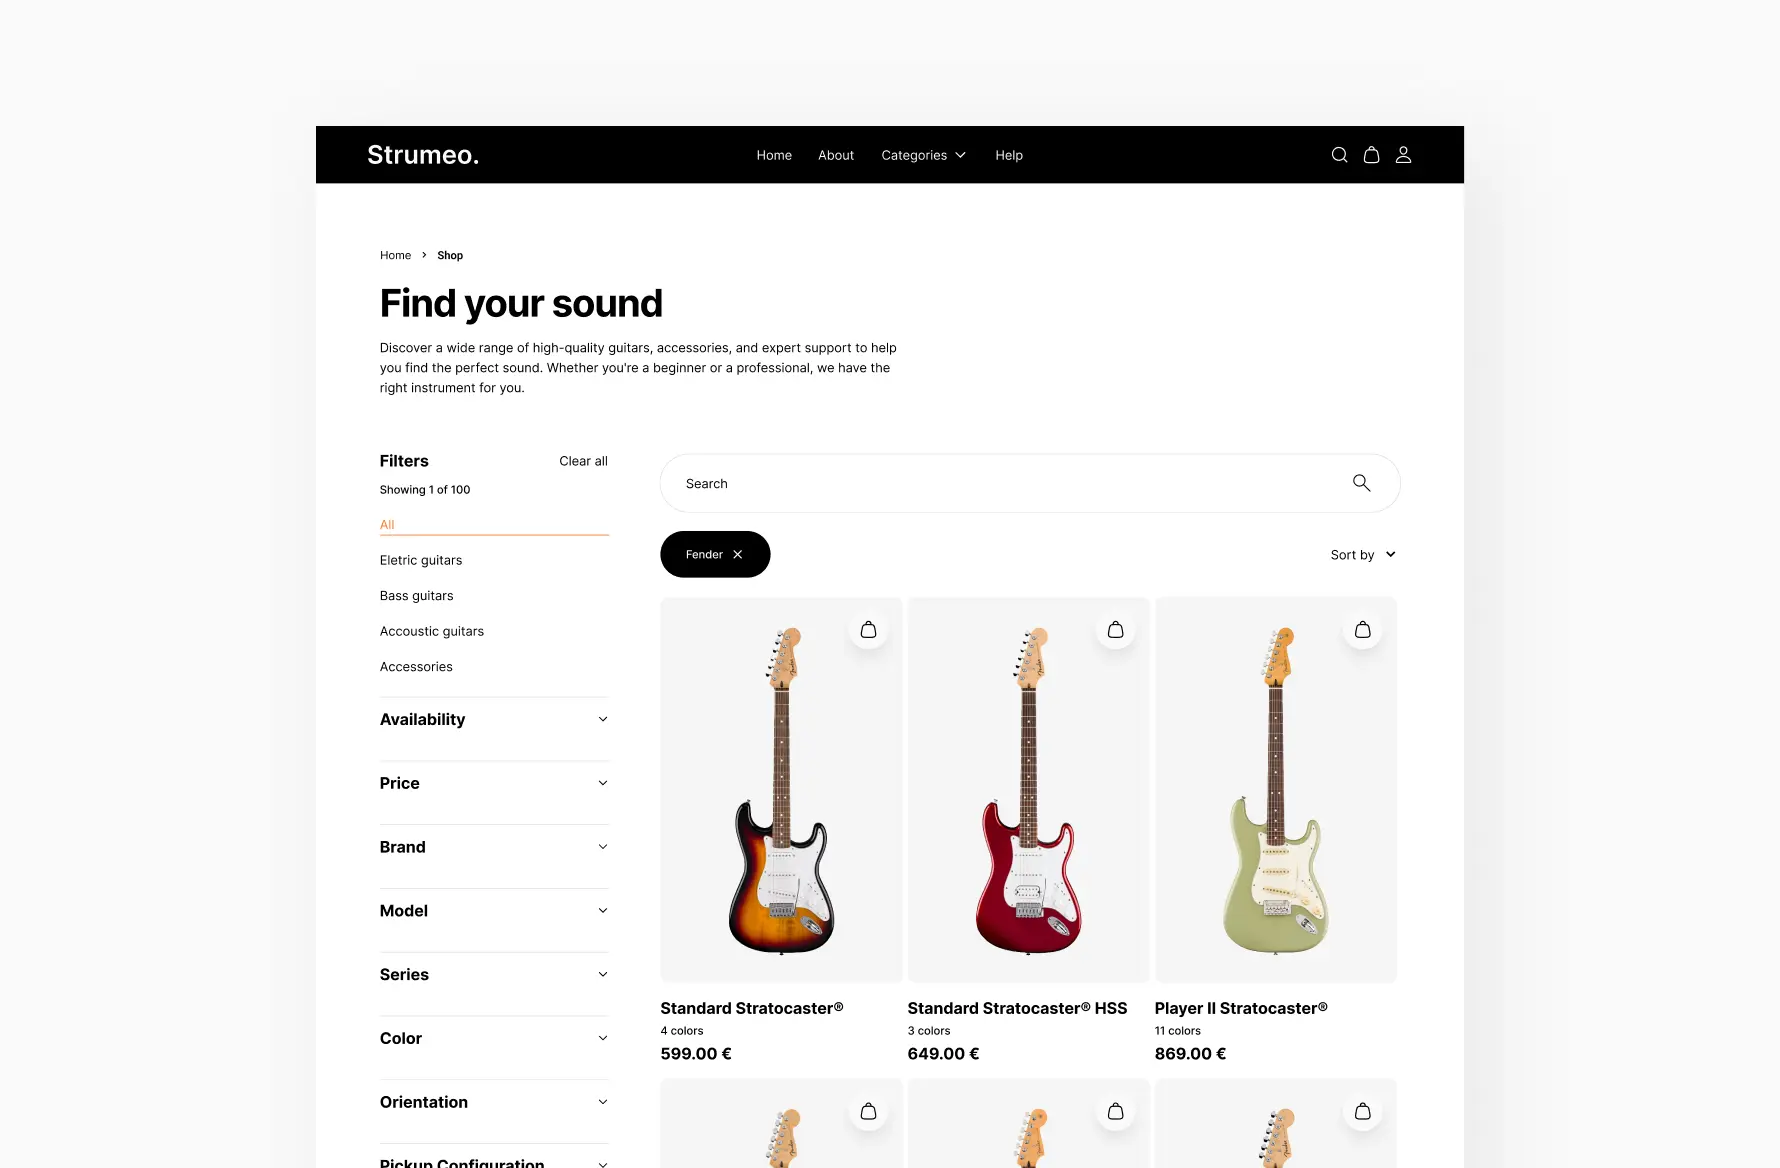 Strumeo.
Home
About
Categories
Help
Home > Shop
Find your sound
Discover a wide range of high-quality guitars, accessories, and expert support to help
you find the perfect sound. Whether you're a beginner or a professional, we have the
right instrument for you.
Filters
Clear all
Showing 1 of 100
All
Eletric guitars
Bass guitars
Accoustic guitars
Accessories
Availability
Price
Brand
Model
Series
Color
Orientation
Pickup Configuration
Search
Fender
Sort by
Standard Stratocaster®
4 colors
599.00 €
Standard Stratocaster® HSS
3 colors
649.00 €
Player II Stratocaster®
11 colors
869.00 €